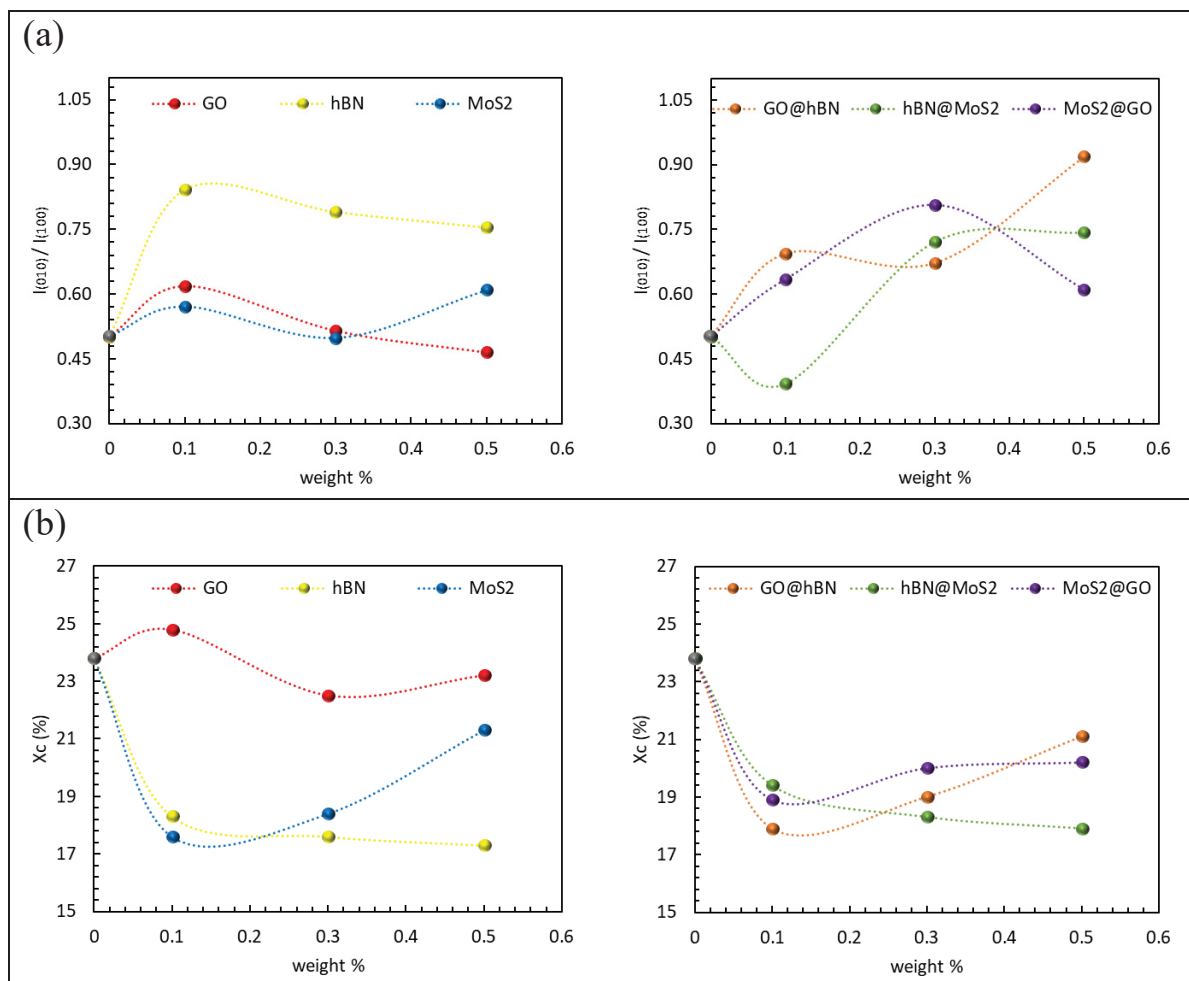 (a)
GO hBN MoS2
1.05
0.90
0.75
0.60
0.45
0.30
I(010) / I(100)
0 0.1 0.2 0.3 0.4 0.5 0.6
weight %
GO@hBN hBN@MoS2 MoS2@GO
1.05
0.90
0.75
0.60
0.45
0.30
I(010) / I(100)
0 0.1 0.2 0.3 0.4 0.5 0.6
weight %
(b)
GO hBN MoS2
27
25
23
21
19
17
15
Xc (%)
0 0.1 0.2 0.3 0.4 0.5 0.6
weight %
GO@hBN hBN@MoS2 MoS2@GO
27
25
23
21
19
17
15
Xc (%)
0 0.1 0.2 0.3 0.4 0.5 0.6
weight %